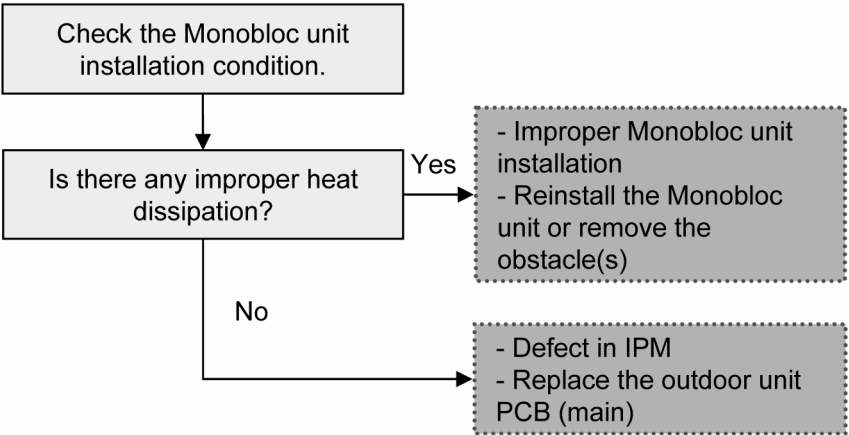 Check the Monobloc unit
installation condition.
Is there any improper heat
dissipation?
Yes
- Improper Monobloc unit
installation
- Reinstall the Monobloc
unit or remove the
obstacle(s)
No
- Defect in IPM
- Replace the outdoor unit
PCB (main)